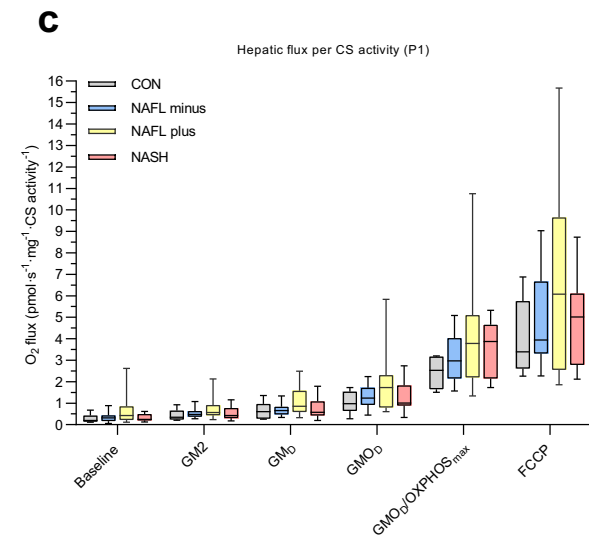 C
Hepatic flux per CS activity (P1)
O2 flux (pmol·s-1·mg-1·CS activity-1)
16
15
14
13
12
11
10
9
8
7
6
5
4
3
2
1
0
CON
NAFL minus
NAFL plus
NASH
Baseline
GM2
GMD
GMOD
GMOD/OXPHOSmax
FCCP